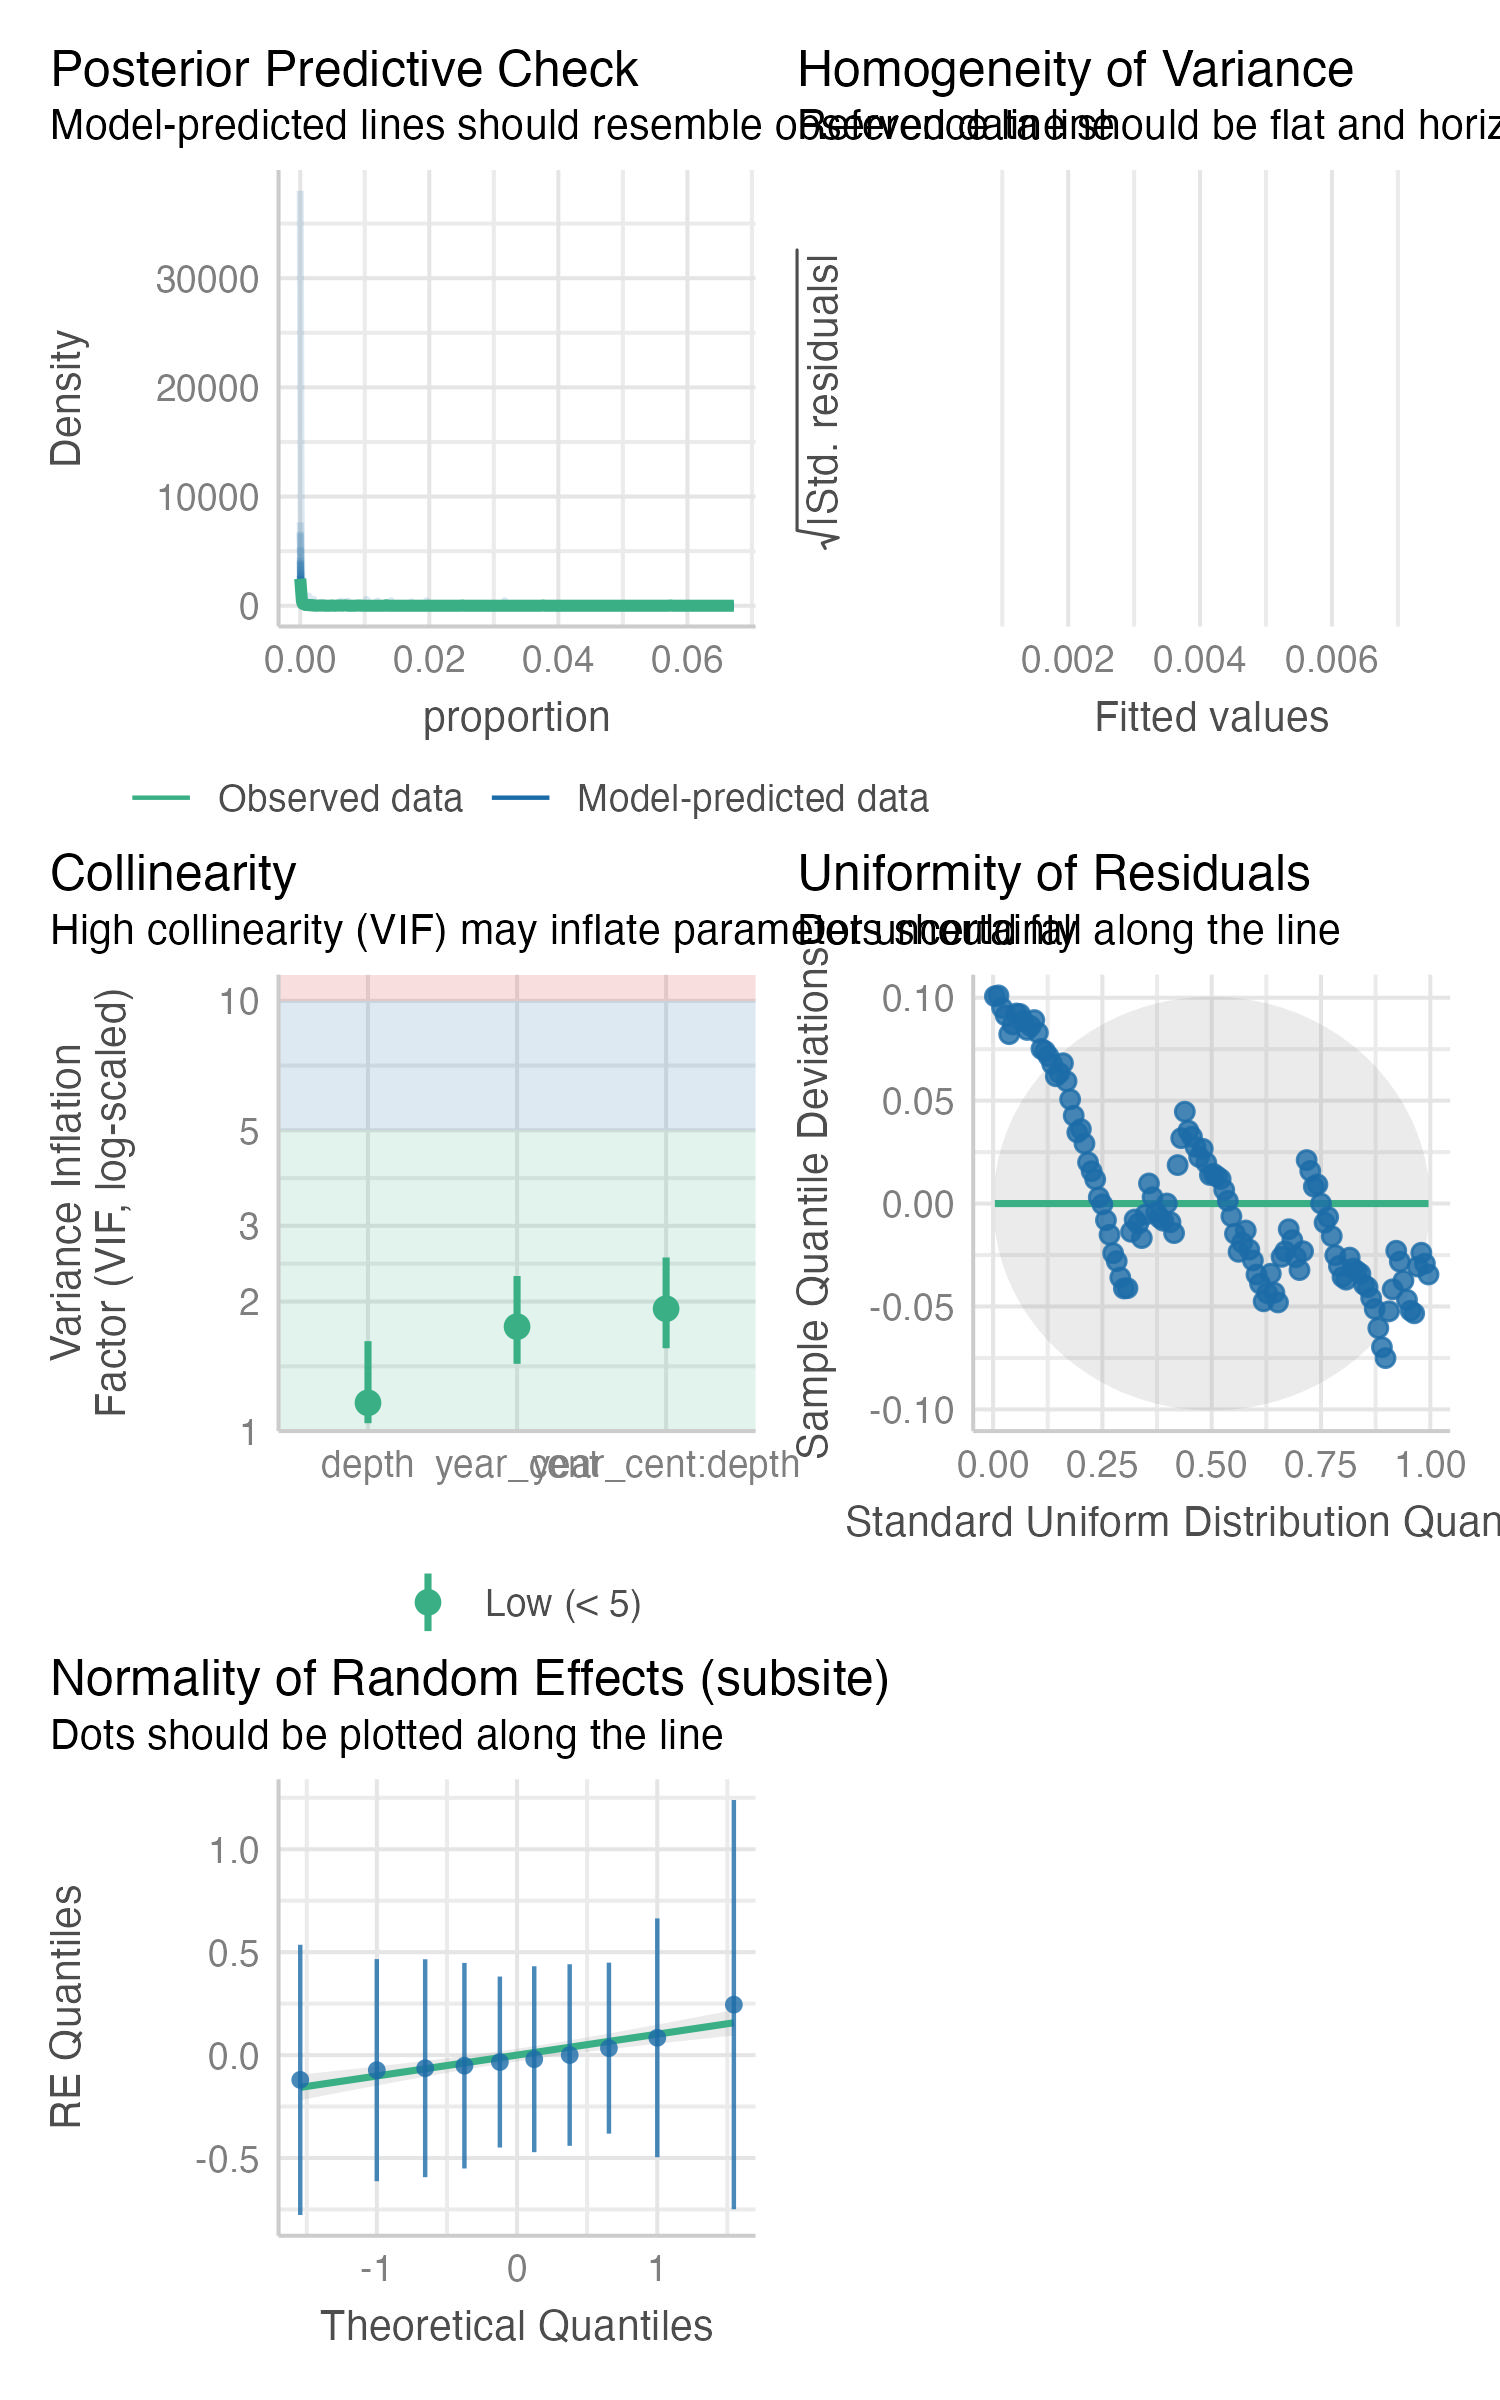 Posterior Predictive Check
Model-predicted lines should resemble observed data line
Density
30000
20000
10000
0
0.00 0.02 0.04 0.06
proportion
Observed data Model-predicted data
Homogeneity of Variance
Reference line should be flat and horiz
√|Std. residuals|
0.002 0.004 0.006
Fitted values
Collinearity
High collinearity (VIF) may inflate parameter uncertainty
Variance Inflation
Factor (VIF, log-scaled)
10
5
3
2
1
depth year_cent year_cent:depth
Low (< 5)
Uniformity of Residuals
Dots should fall along the line
Sample Quantile Deviations
0.10
0.05
0.00
-0.05
-0.10
0.00 0.25 0.50 0.75 1.00
Standard Uniform Distribution Quan
Normality of Random Effects (subsite)
Dots should be plotted along the line
RE Quantiles
1.0
0.5
0.0
-0.5
-1 0 1
Theoretical Quantiles